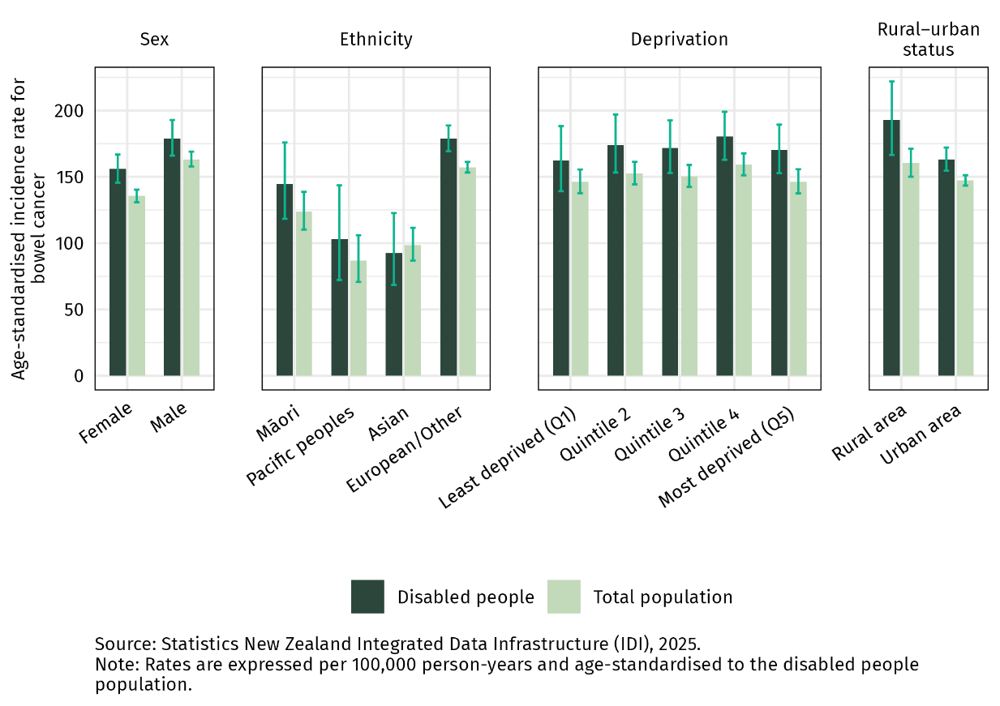 Sex
Ethnicity
Deprivation
Rural–urban
status
Age-standardised incidence rate for
bowel cancer
200
150
100
50
0
Female
Male
Māori
Pacific peoples
Asian
European/Other
Least deprived (Q1)
Quintile 2
Quintile 3
Quintile 4
Most deprived (Q5)
Rural area
Urban area
Disabled people
Total population
Source: Statistics New Zealand Integrated Data Infrastructure (IDI), 2025.
Note: Rates are expressed per 100,000 person-years and age-standardised to the disabled people
population.